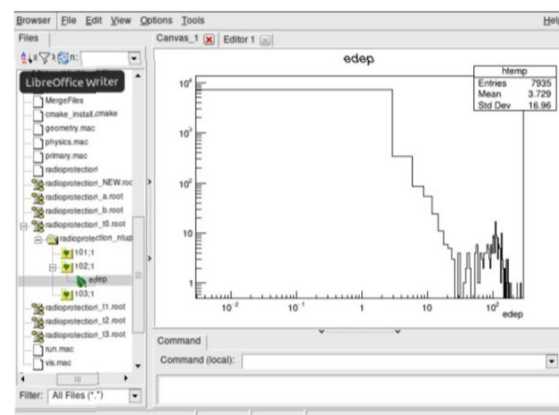 Browser File Edit View Options Tools Hel
Files
Canvas_1 Editor 1
LibreOffice Writer
MergeFiles
cmake_install.cmake
geometry.mac
physics.mac
primary.mac
radioprotection
radioprotection_NEW.roo
radioprotection_a.root
radioprotection_b.root
radioprotection_t0.root
radioprotection_ntup
101;1
102;1
edep
103;1
radioprotection_t1.root
radioprotection_t2.root
radioprotection_t3.root
run.mac
vis.mac
Filter: All Files (*.*)
edep
htemp
Entries 7935
Mean 3.729
Std Dev 16.96
10⁴
10³
10²
10
1
10⁻² 10⁻¹ 1 10 10²
edep
Command
Command (local):